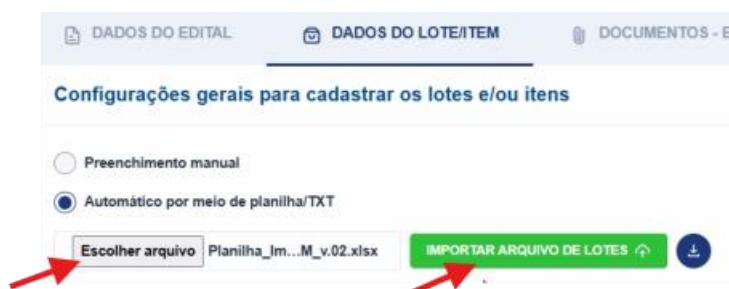 DADOS DO EDITAL DADOS DO LOTE/ITEM DOCUMENTOS - E
Configurações gerais para cadastrar os lotes e/ou itens
Preenchimento manual
Automático por meio de planilha/TXT
Escolher arquivo Planilha_Im...M_v.02.xlsx IMPORTAR ARQUIVO DE LOTES